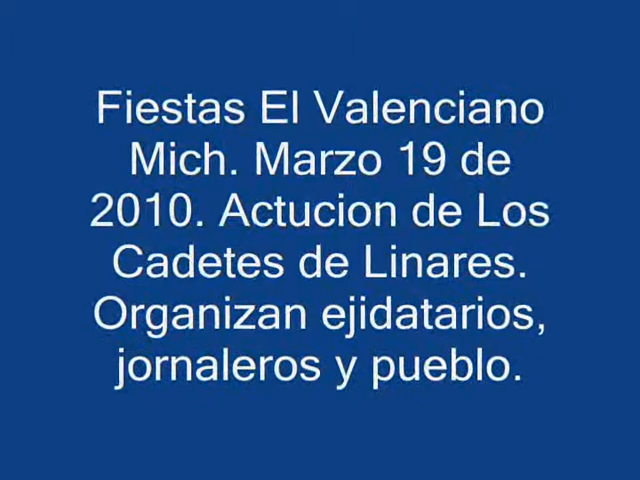 Fiestas El Valenciano
Mich. Marzo 19 de
2010. Actucion de Los
Cadetes de Linares.
Organizan ejidatarios,
jornaleros y pueblo.